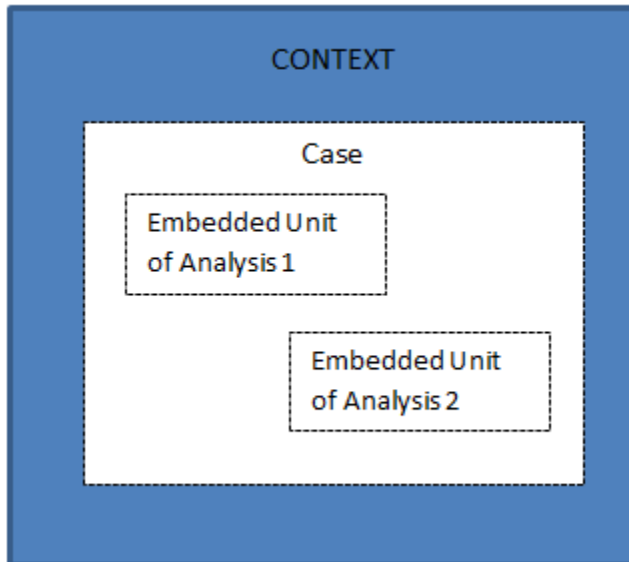 CONTEXT
Case
Embedded Unit
of Analysis 1
Embedded Unit
of Analysis 2